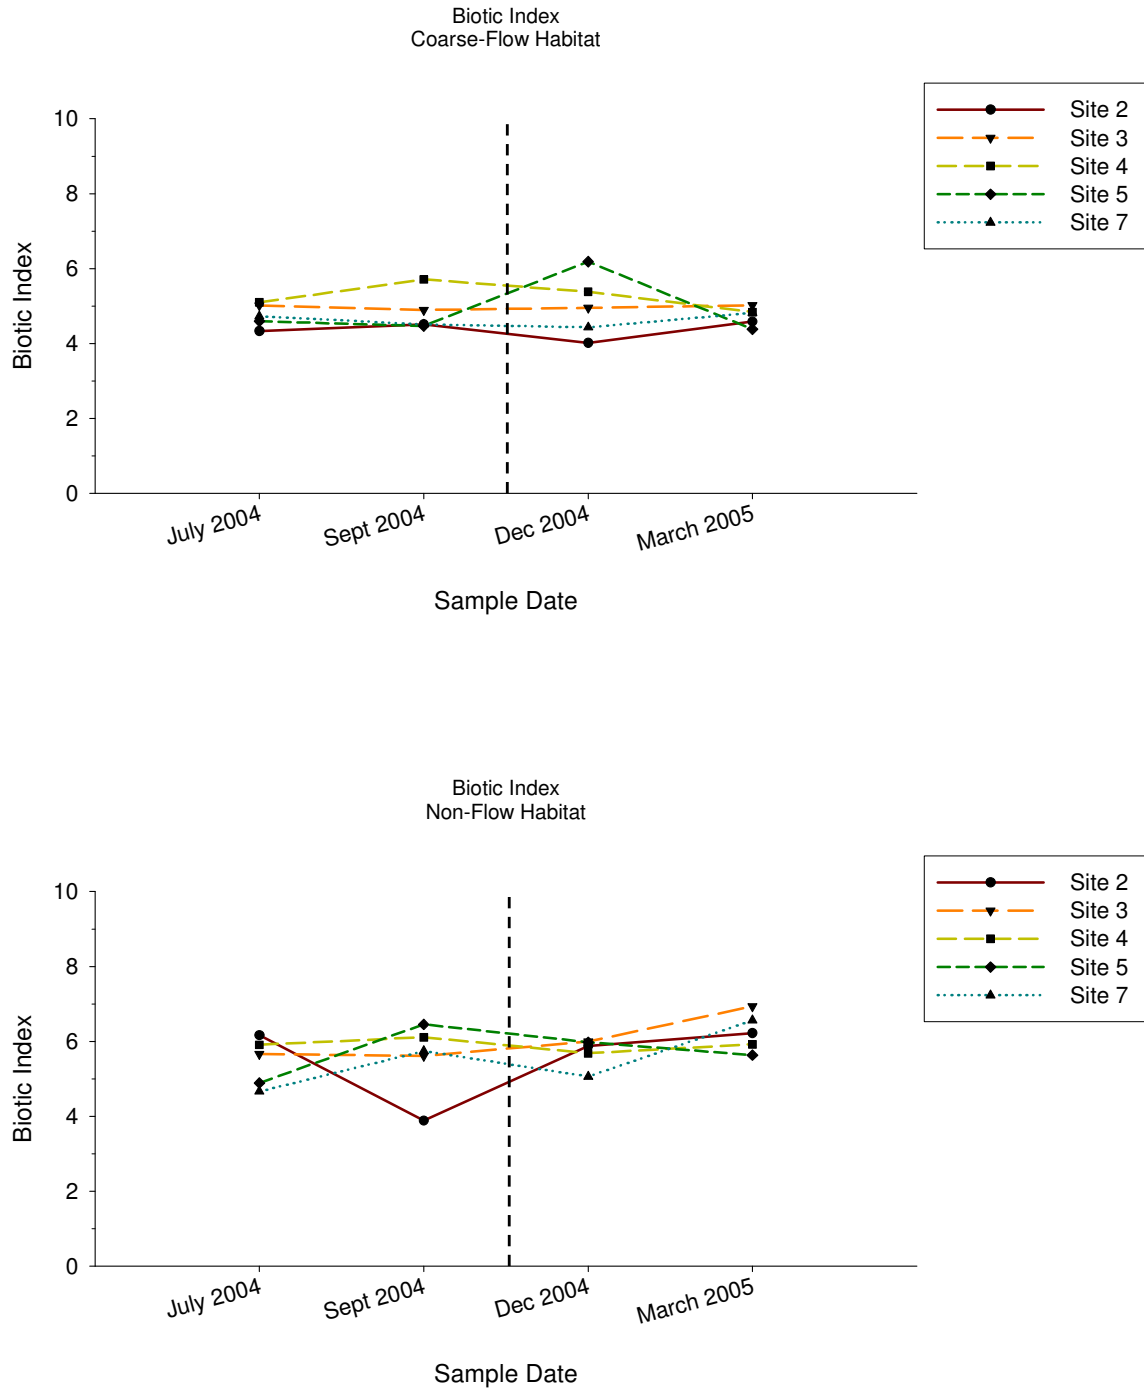 Biotic Index
Coarse-Flow Habitat
Site 2
Site 3
Site 4
Site 5
Site 7
10
8
6
4
2
0
Biotic Index
July 2004
Sept 2004
Dec 2004
March 2005
Sample Date
Biotic Index
Non-Flow Habitat
Site 2
Site 3
Site 4
Site 5
Site 7
10
8
6
4
2
0
Biotic Index
July 2004
Sept 2004
Dec 2004
March 2005
Sample Date